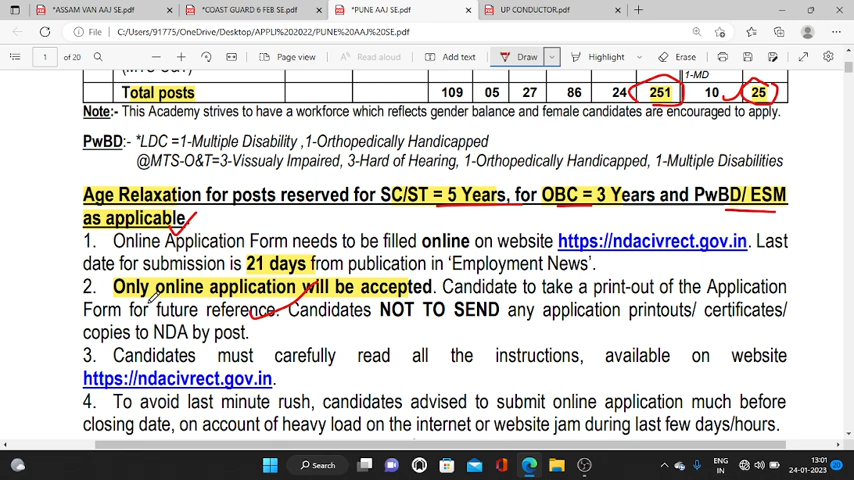 *ASSAM VAN AAJ SE.pdf
*COAST GUARD 6 FEB SE.pdf
*PUNE AAJ SE.pdf
UP CONDUCTOR.pdf
File C:/Users/91775/OneDrive/Desktop/APPLI%202022/PUNE%20AAJ%20SE.pdf
1 of 20 Page view Read aloud Add text Draw Highlight Erase
1-MD
Total posts 109 05 27 86 24 251 10 25
Note:- This Academy strives to have a workforce which reflects gender balance and female candidates are encouraged to apply.
PwBD:- *LDC =1-Multiple Disability ,1-Orthopedically Handicapped
@MTS-O&T=3-Vissualy Impaired, 3-Hard of Hearing, 1-Orthopedically Handicapped, 1-Multiple Disabilities
Age Relaxation for posts reserved for SC/ST = 5 Years, for OBC = 3 Years and PwBD/ ESM
as applicable.
1. Online Application Form needs to be filled online on website https://ndacivrect.gov.in. Last
date for submission is 21 days from publication in ‘Employment News’.
2. Only online application will be accepted. Candidate to take a print-out of the Application
Form for future reference. Candidates NOT TO SEND any application printouts/ certificates/
copies to NDA by post.
3. Candidates must carefully read all the instructions, available on website
https://ndacivrect.gov.in.
4. To avoid last minute rush, candidates advised to submit online application much before
closing date, on account of heavy load on the internet or website jam during last few days/hours.
Search
ENG
IN
13:01
24-01-2023
20